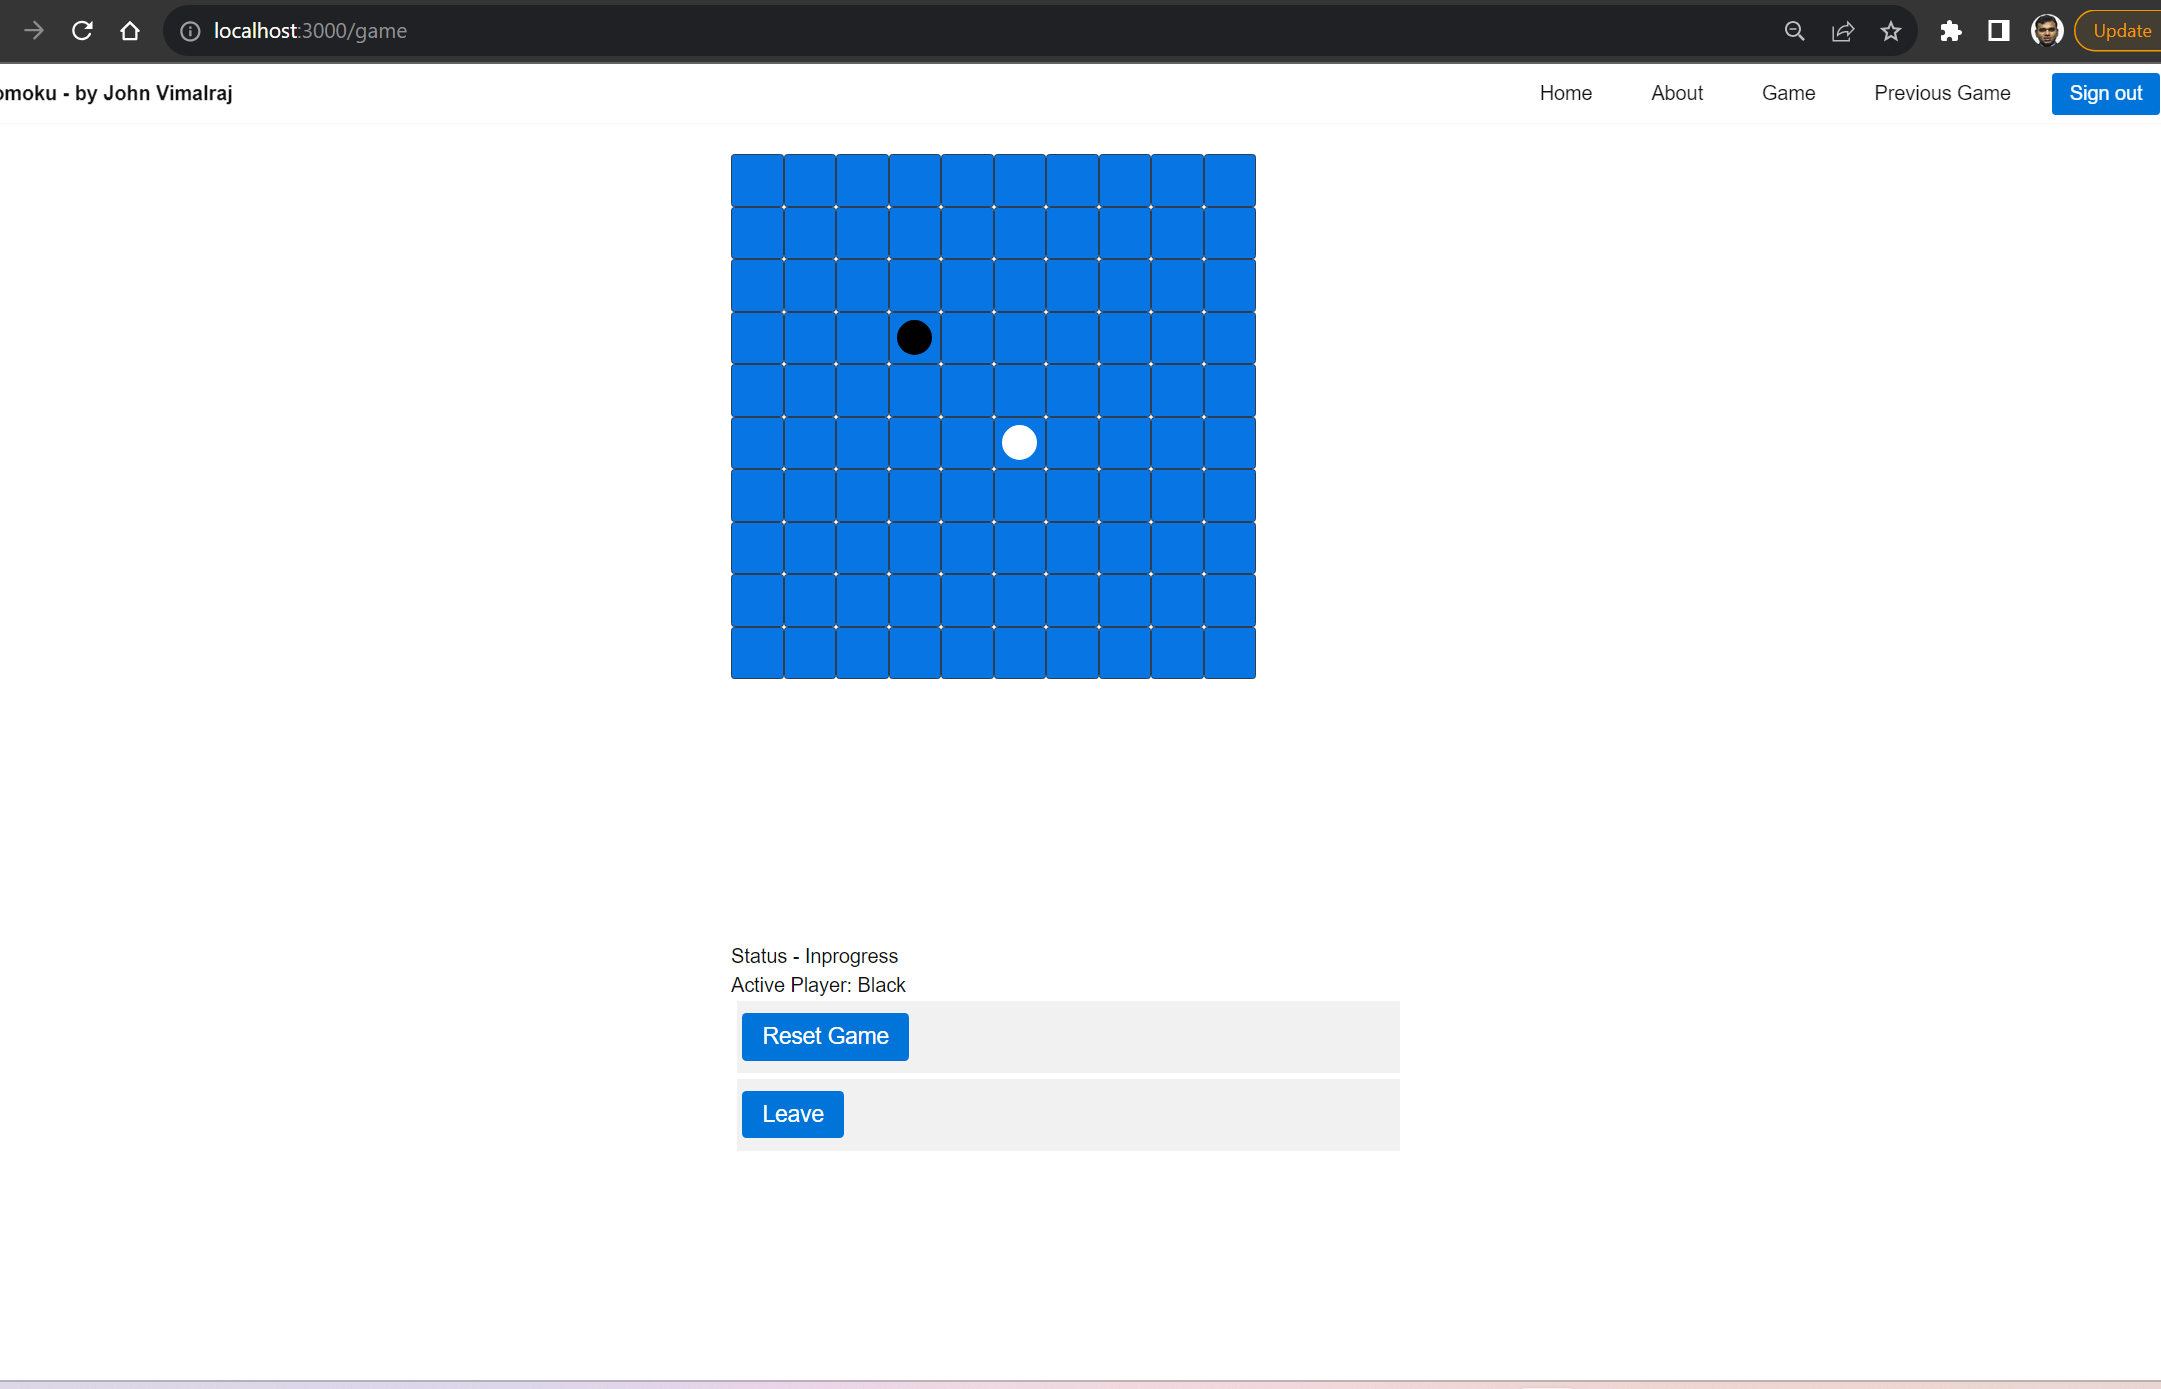 localhost:3000/game
Update
omoku - by John Vimalraj
Home
About
Game
Previous Game
Sign out
Status - Inprogress
Active Player: Black
Reset Game
Leave